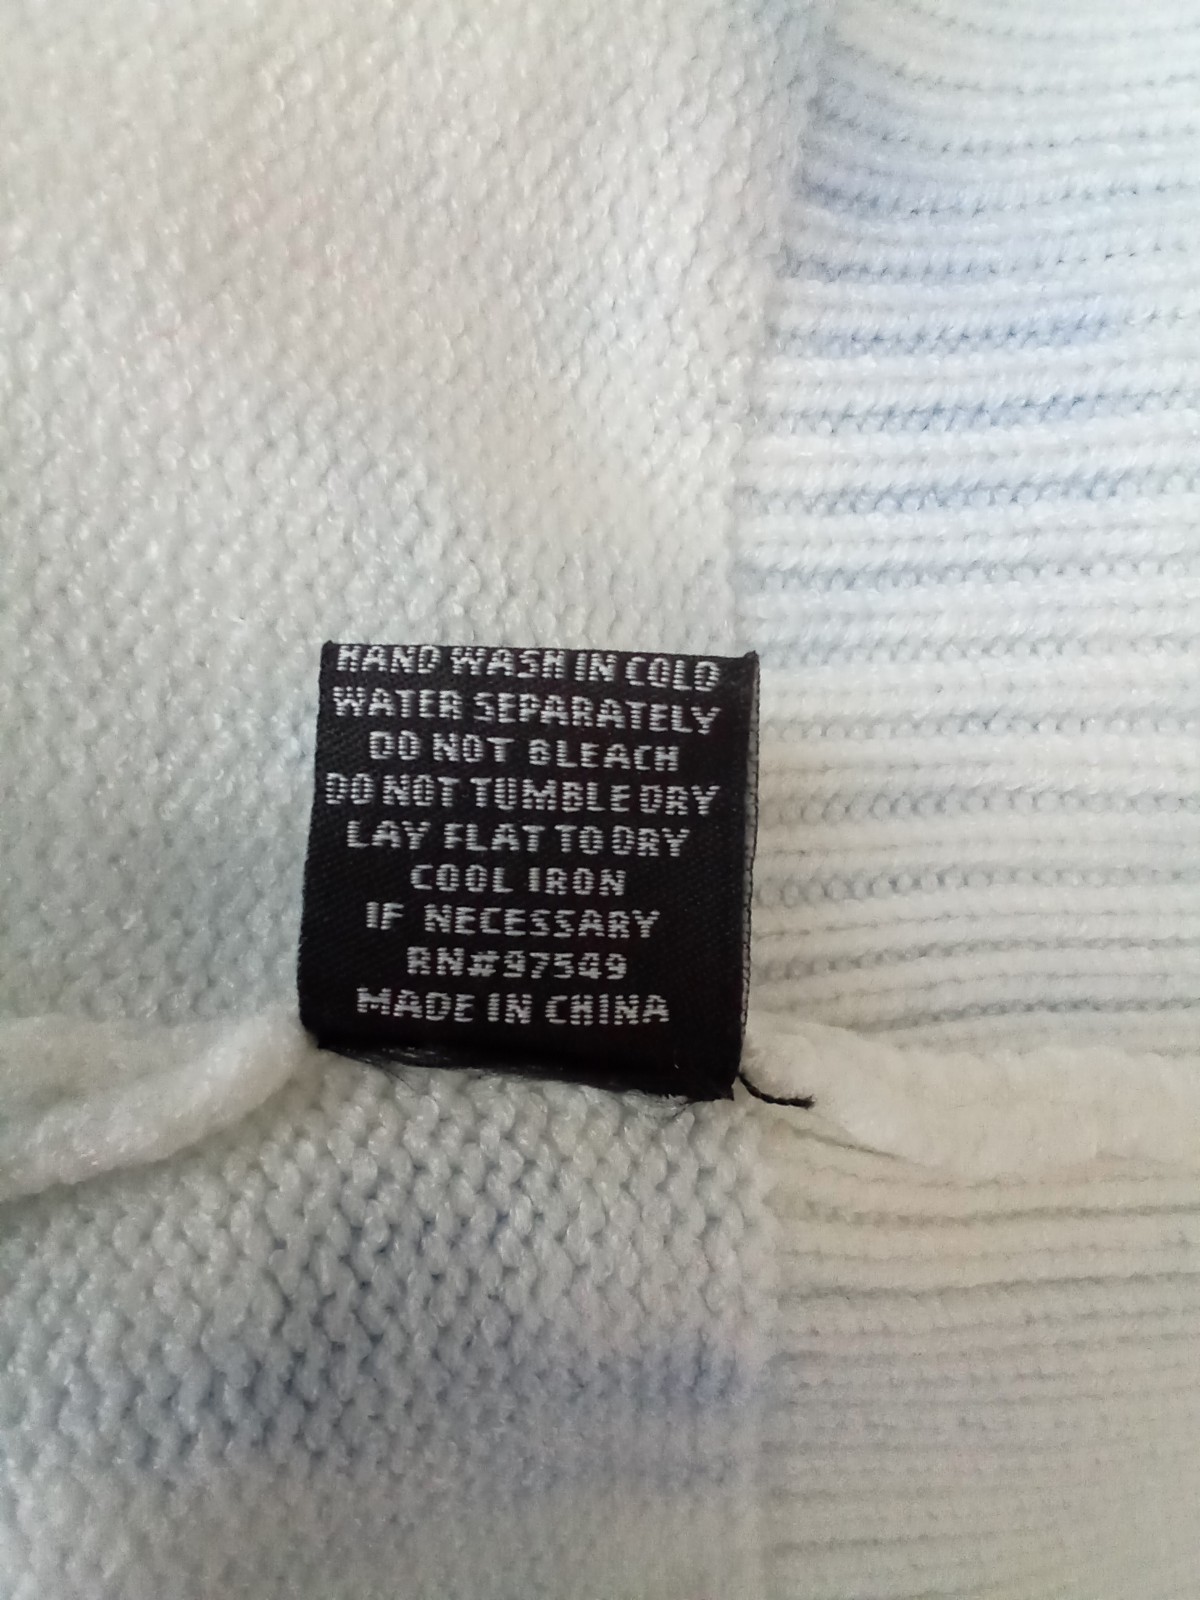 HAND WASH IN COLD
WATER SEPARATELY
DO NOT BLEACH
DO NOT TUMBLE DRY
LAY FLAT TO DRY
COOL IRON
IF NECESSARY
RN#97549
MADE IN CHINA